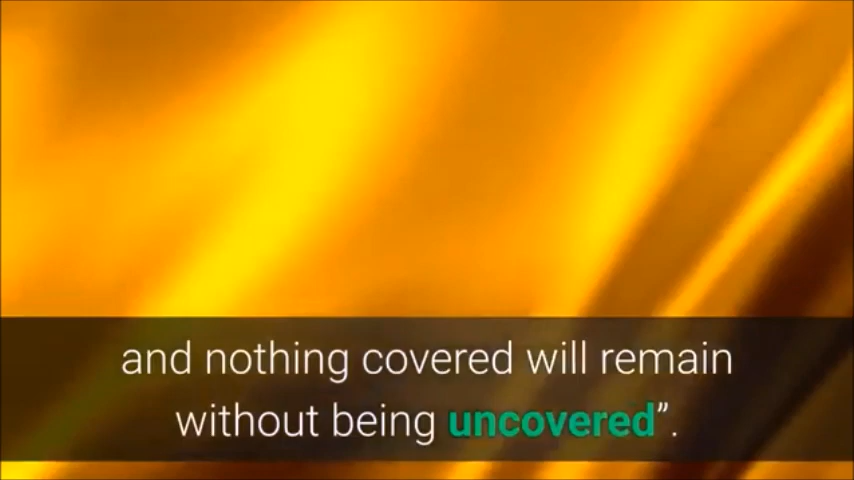 and nothing covered will remain
without being uncovered”.